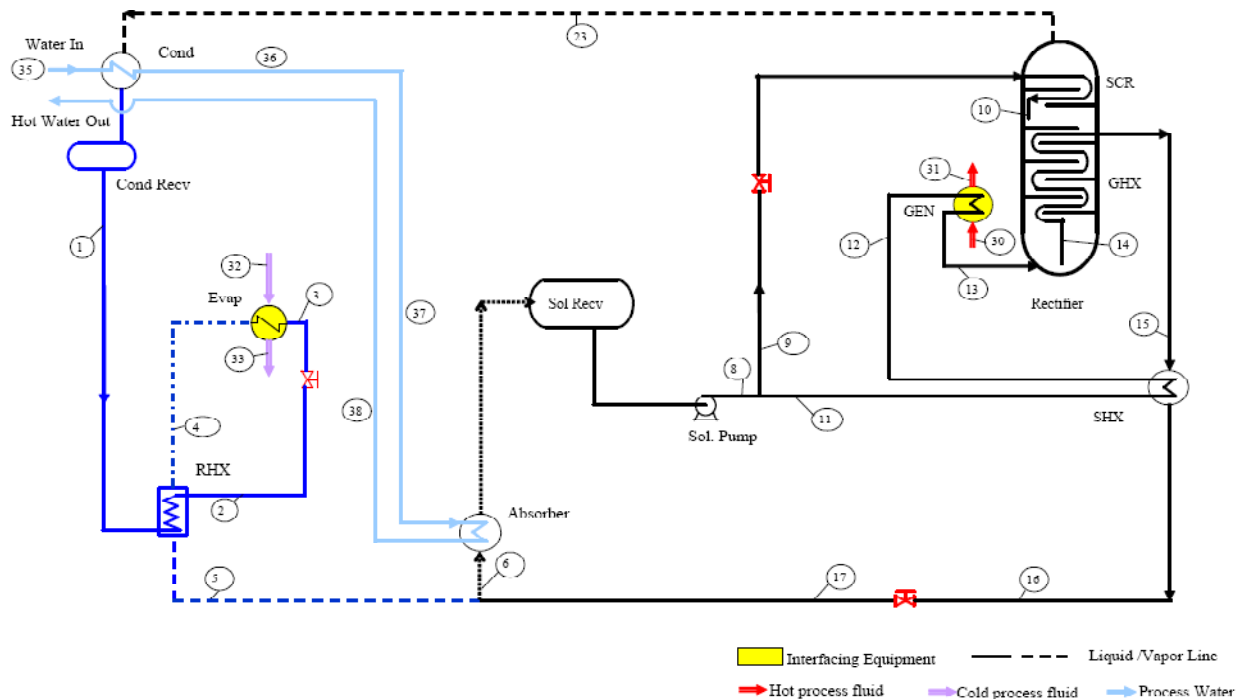 23
Water In
Cond
36
35
SCR
10
Hot Water Out
31
Cond Recv
GHX
GEN
1
12
30
14
32
13
Evap
3
Sol Recv
Rectifier
37
15
33
9
8
38
11
4
SHX
Sol. Pump
RHX
2
Absorber
6
5
17
16
Interfacing Equipment
Liquid /Vapor Line
Hot process fluid
Cold process fluid
Process Water